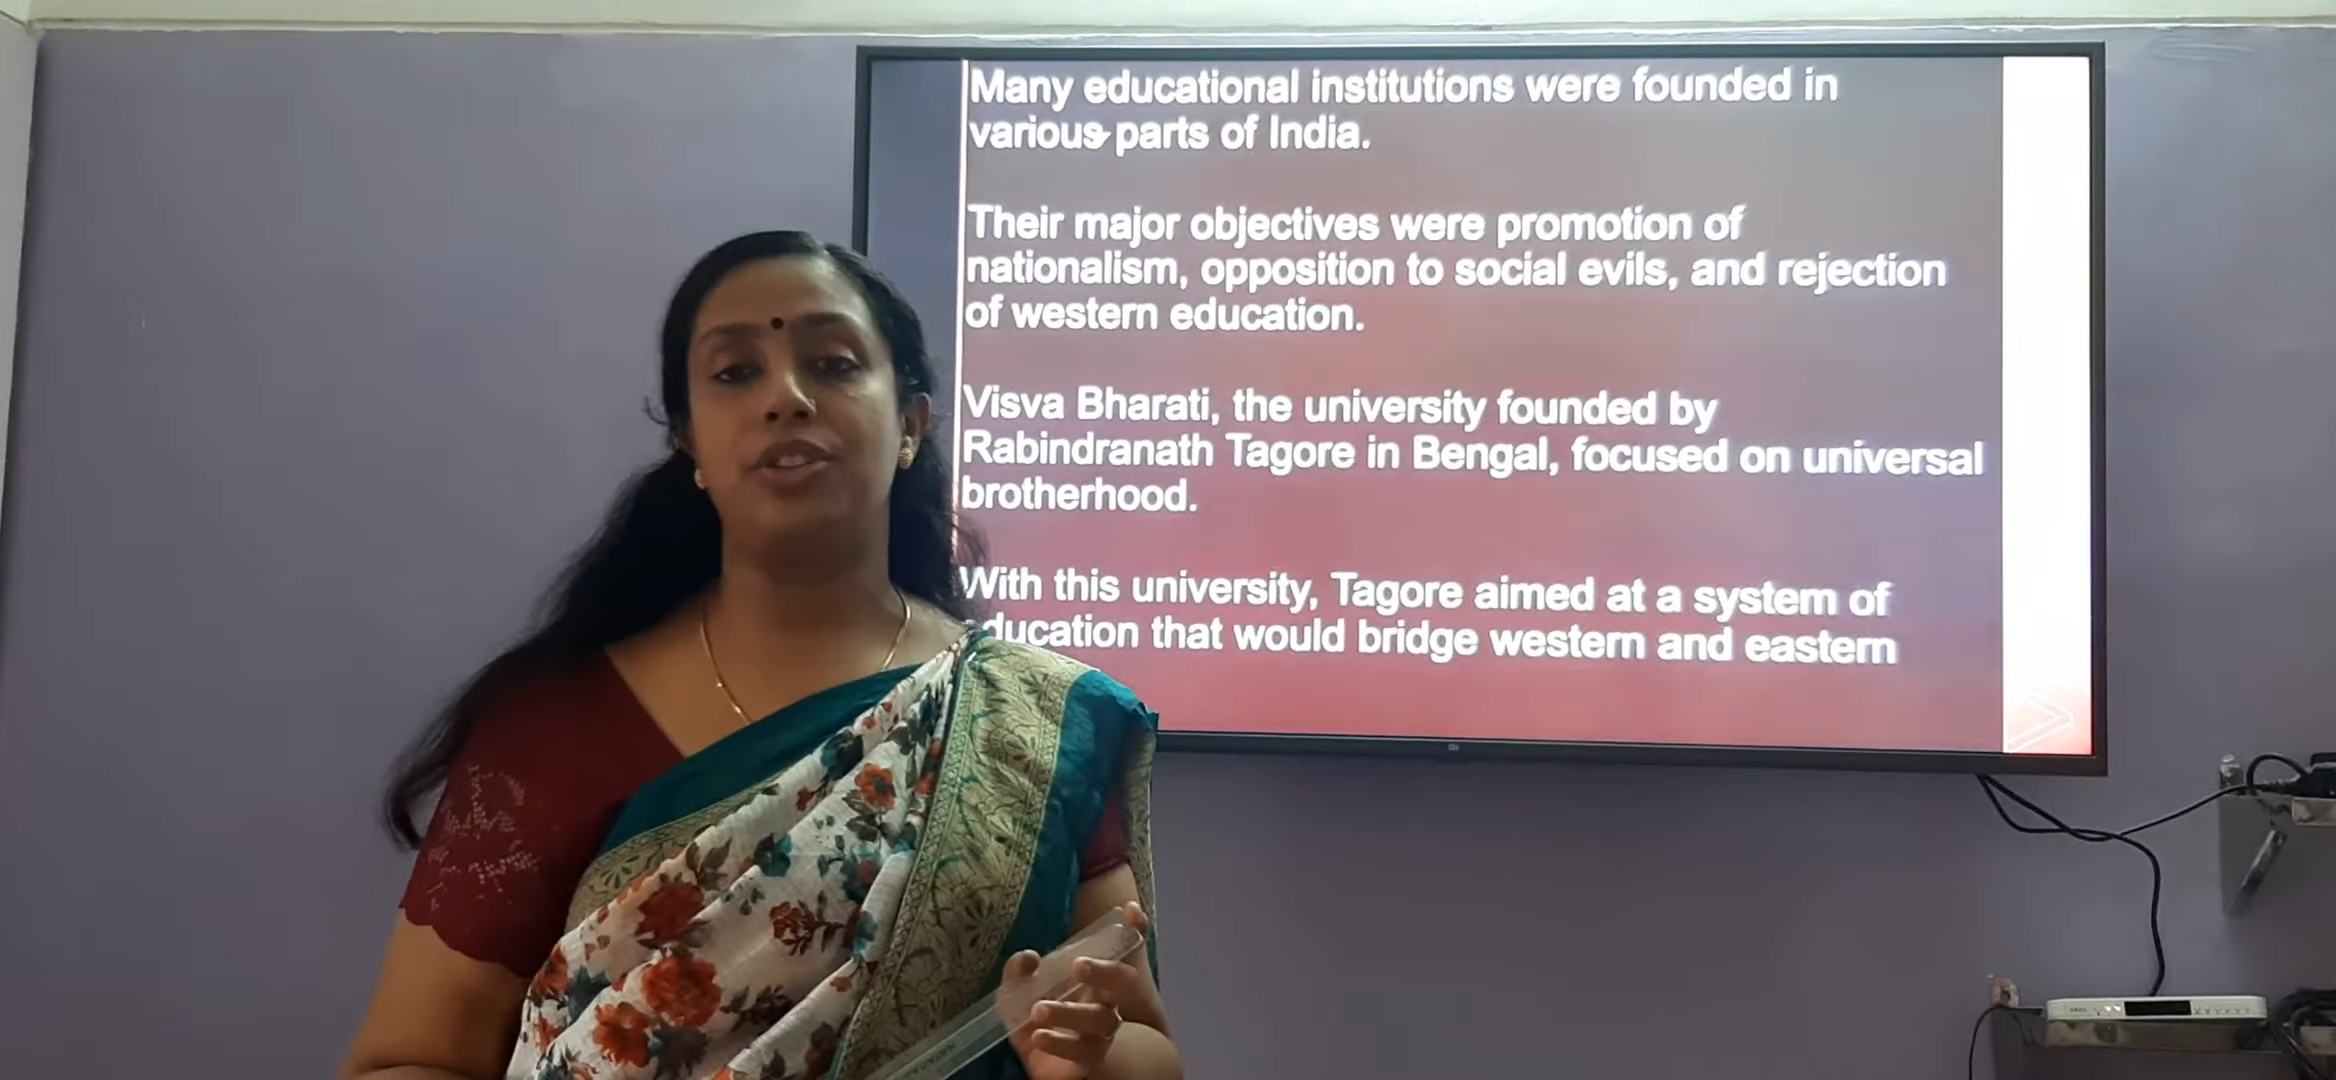 Many educational institutions were founded in
various parts of India.
Their major objectives were promotion of
nationalism, opposition to social evils, and rejection
of western education.
Visva Bharati, the university founded by
Rabindranath Tagore in Bengal, focused on universal
brotherhood.
With this university, Tagore aimed at a system of
education that would bridge western and eastern